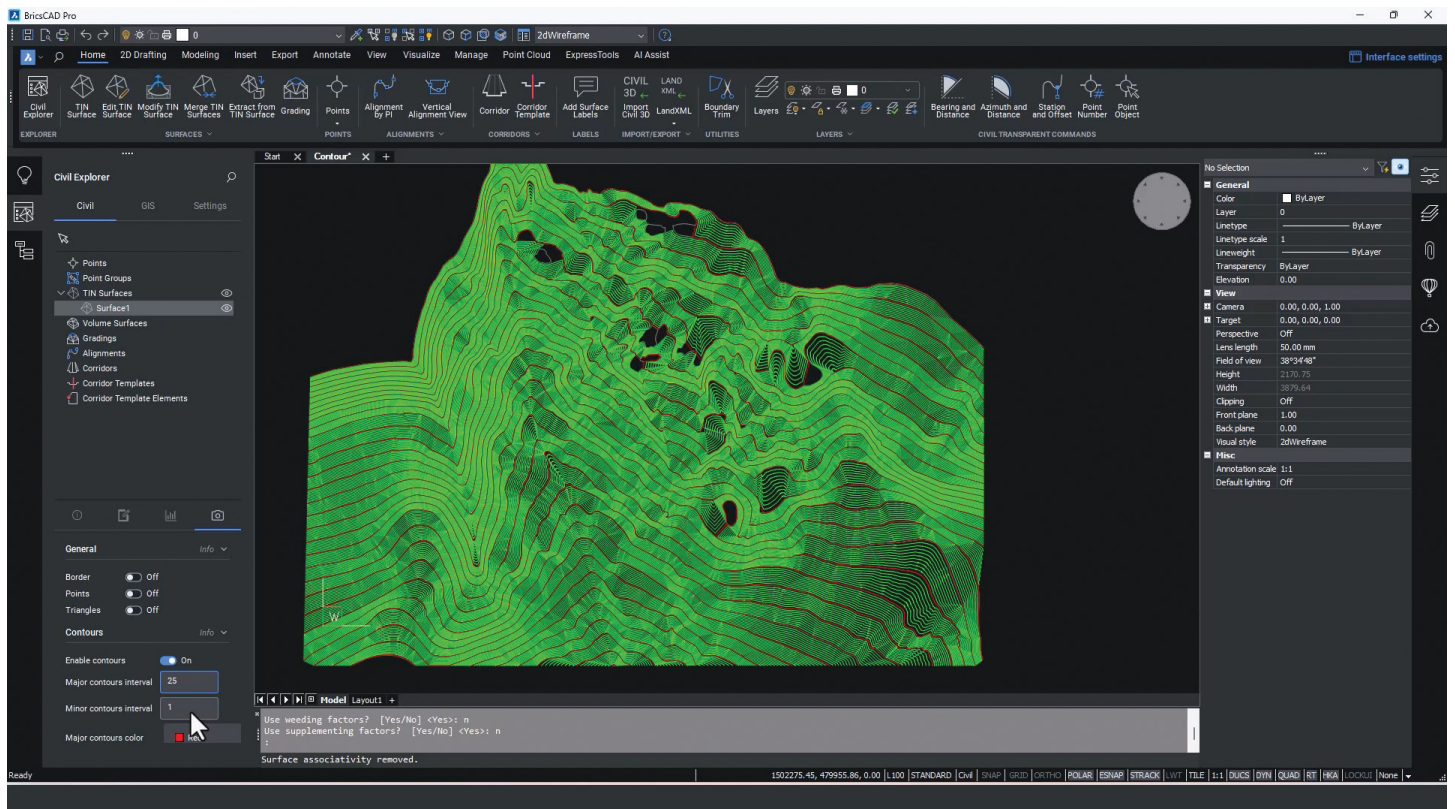 BricsCAD Pro
0
2dWireframe
Home 2D Drafting Modeling Insert Export Annotate View Visualize Manage Point Cloud ExpressTools AI Assist
Interface settings
Civil Explorer
TIN Surface
Edit TIN Surface
Modify TIN Surface
Merge TIN Surfaces
Extract from TIN Surface
Grading
Points
Alignment by PI
Vertical Alignment View
Corridor
Corridor Template
Add Surface Labels
CIVIL 3D
Import Civil 3D
LAND XML
LandXML
Boundary Trim
Layers
0
Bearing and Distance
Azimuth and Distance
Station and Offset
Point Number
Point Object
EXPLORER SURFACES POINTS ALIGNMENTS CORRIDORS LABELS IMPORT/EXPORT UTILITIES LAYERS CIVIL TRANSPARENT COMMANDS
Start Contour*
Civil Explorer
Civil GIS Settings
Points
Point Groups
TIN Surfaces
Surface1
Volume Surfaces
Gradings
Alignments
Corridors
Corridor Templates
Corridor Template Elements
General Info
Border Off
Points Off
Triangles Off
Contours Info
Enable contours On
Major contours interval 25
Minor contours interval 1
Major contours color
W
Model Layout1 +
Use weeding factors? [Yes/No] <Yes>: n
Use supplementing factors? [Yes/No] <Yes>: n
:
Surface associativity removed.
No Selection
General
Color ByLayer
Layer 0
Linetype ByLayer
Linetype scale 1
Lineweight ByLayer
Transparency ByLayer
Elevation 0.00
View
Camera 0.00, 0.00, 1.00
Target 0.00, 0.00, 0.00
Perspective Off
Lens length 50.00 mm
Field of view 38°34'48"
Height 2170.75
Width 3879.64
Clipping Off
Front plane 1.00
Back plane 0.00
Visual style 2dWireframe
Misc
Annotation scale 1:1
Default lighting Off
Ready
1502275.45, 479955.86, 0.00 L100 STANDARD Civil SNAP GRID ORTHO POLAR ESNAP STRACK LWT TILE 1:1 DUCS DYN QUAD RT HKA LOCKUI None